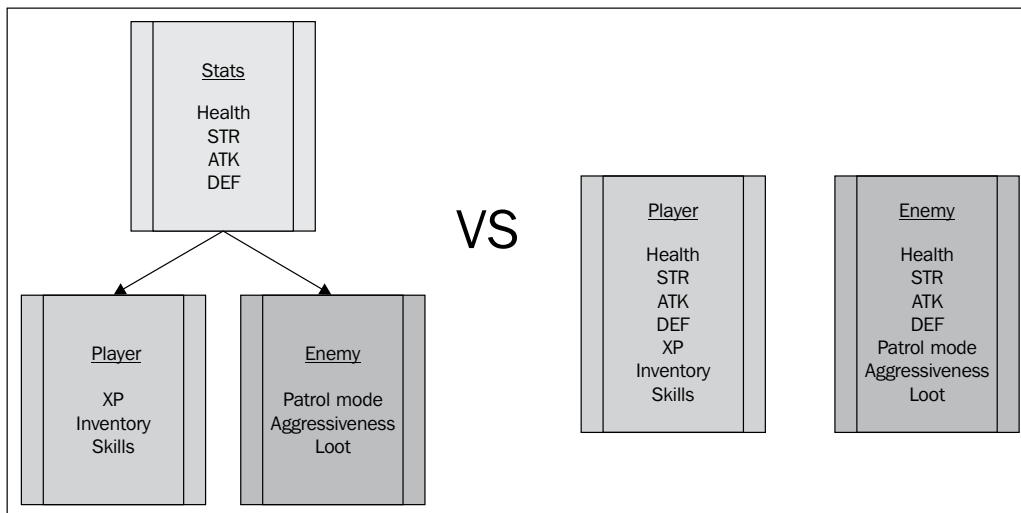 Stats
Health
STR
ATK
DEF
Player
XP
Inventory
Skills
Enemy
Patrol mode
Aggressiveness
Loot
VS
Player
Health
STR
ATK
DEF
XP
Inventory
Skills
Enemy
Health
STR
ATK
DEF
Patrol mode
Aggressiveness
Loot